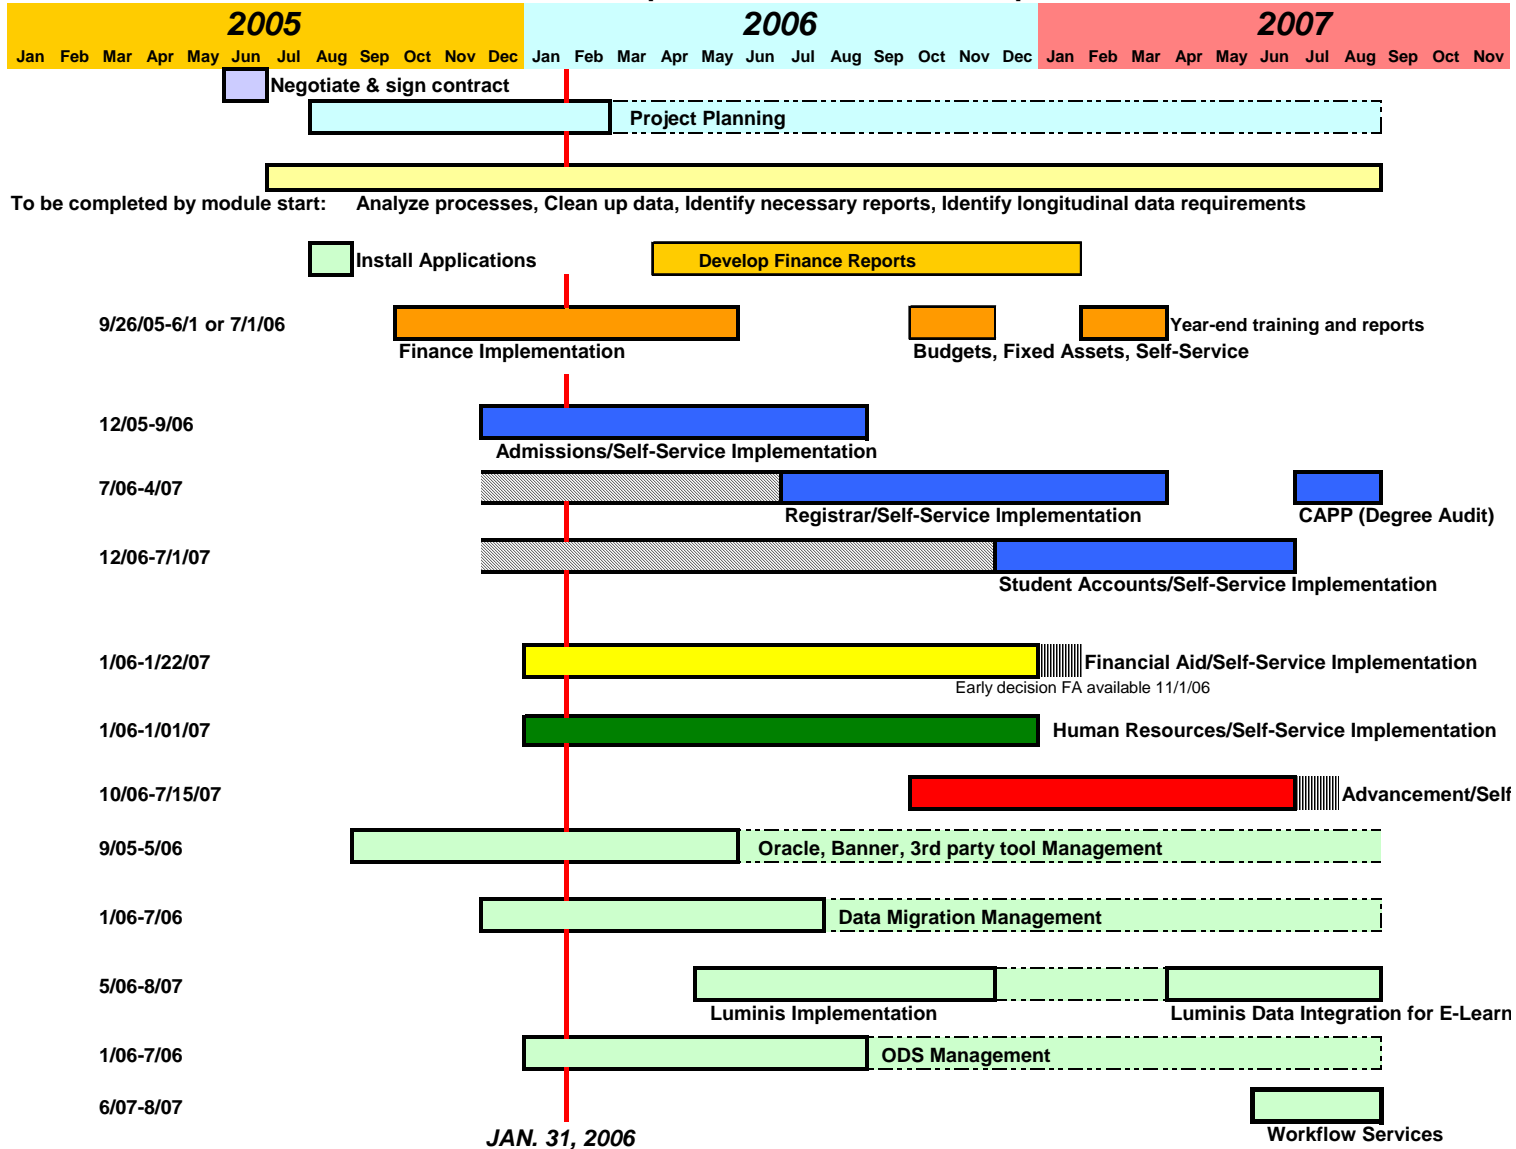 2005 2006 2007
Jan Feb Mar Apr May Jun Jul Aug Sep Oct Nov Dec Jan Feb Mar Apr May Jun Jul Aug Sep Oct Nov Dec Jan Feb Mar Apr May Jun Jul Aug Sep Oct Nov
Negotiate & sign contract
Project Planning
To be completed by module start: Analyze processes, Clean up data, Identify necessary reports, Identify longitudinal data requirements
Install Applications Develop Finance Reports
9/26/05-6/1 or 7/1/06 Year-end training and reports
Finance Implementation Budgets, Fixed Assets, Self-Service
12/05-9/06
Admissions/Self-Service Implementation
7/06-4/07
Registrar/Self-Service Implementation CAPP (Degree Audit)
12/06-7/1/07
Student Accounts/Self-Service Implementation
1/06-1/22/07 Financial Aid/Self-Service Implementation
Early decision FA available 11/1/06
1/06-1/01/07 Human Resources/Self-Service Implementation
10/06-7/15/07 Advancement/Self
9/05-5/06 Oracle, Banner, 3rd party tool Management
1/06-7/06 Data Migration Management
5/06-8/07
Luminis Implementation Luminis Data Integration for E-Learn
1/06-7/06 ODS Management
6/07-8/07
JAN. 31, 2006 Workflow Services